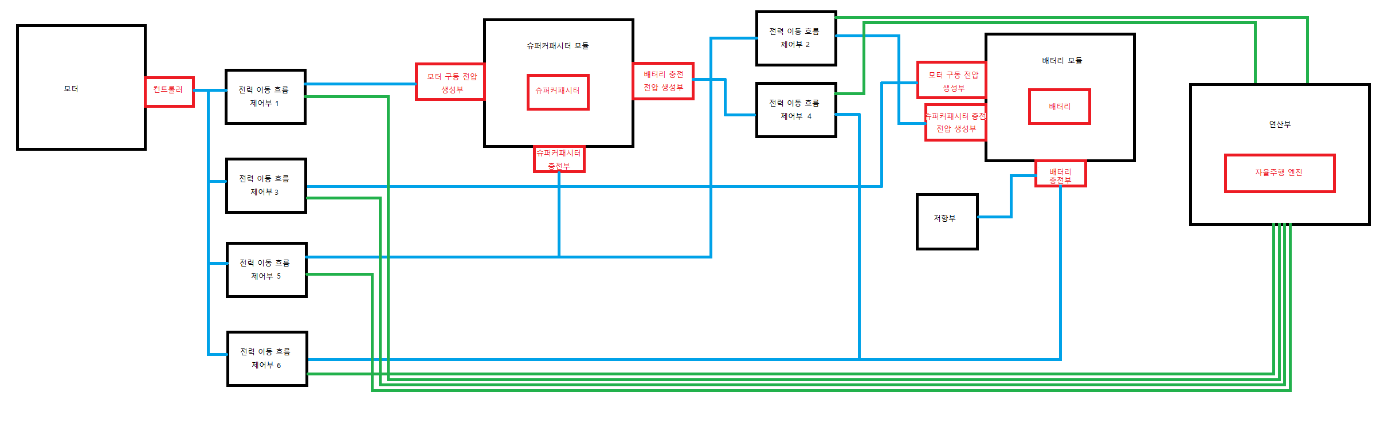 모터
컨트롤러
전력 이동 흐름
제어부 1
전력 이동 흐름
제어부 3
전력 이동 흐름
제어부 5
전력 이동 흐름
제어부 6
모터 구동 전압
생성부
슈퍼커패시터 모듈
슈퍼커패시터
슈퍼커패시터
충전부
배터리 충전
전압 생성부
전력 이동 흐름
제어부 2
전력 이동 흐름
제어부 4
모터 구동 전압
생성부
슈퍼커패시터 충전
전압 생성부
배터리 모듈
배터리
배터리
충전부
저항부
연산부
자율주행 엔진